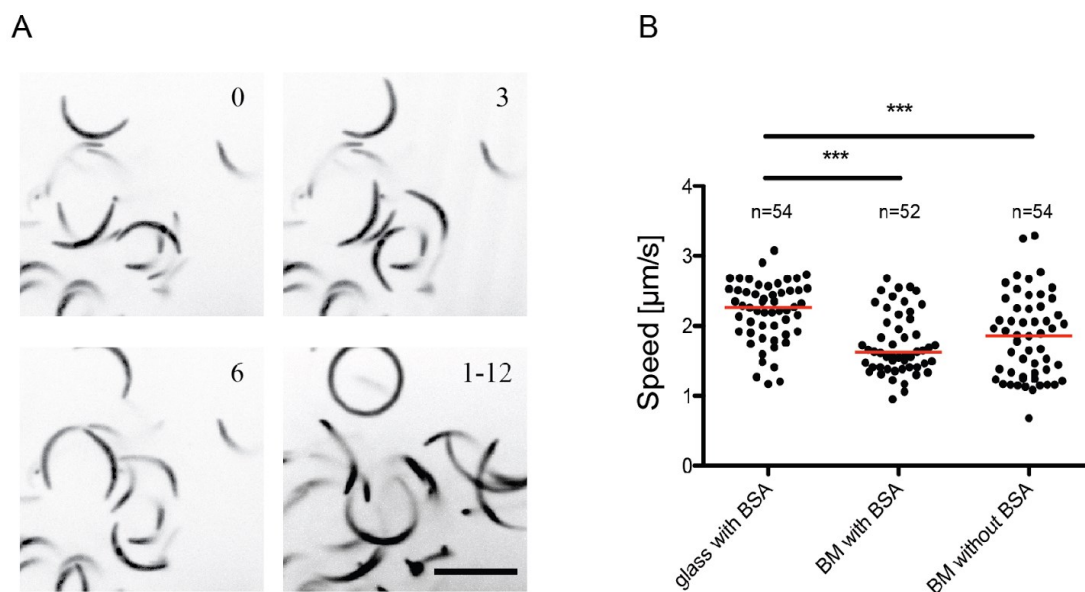 A
0
3
6
1-12
B
***
***
4
n=54
n=52
n=54
3
2
1
0
Speed [µm/s]
glass with BSA
BM with BSA
BM without BSA